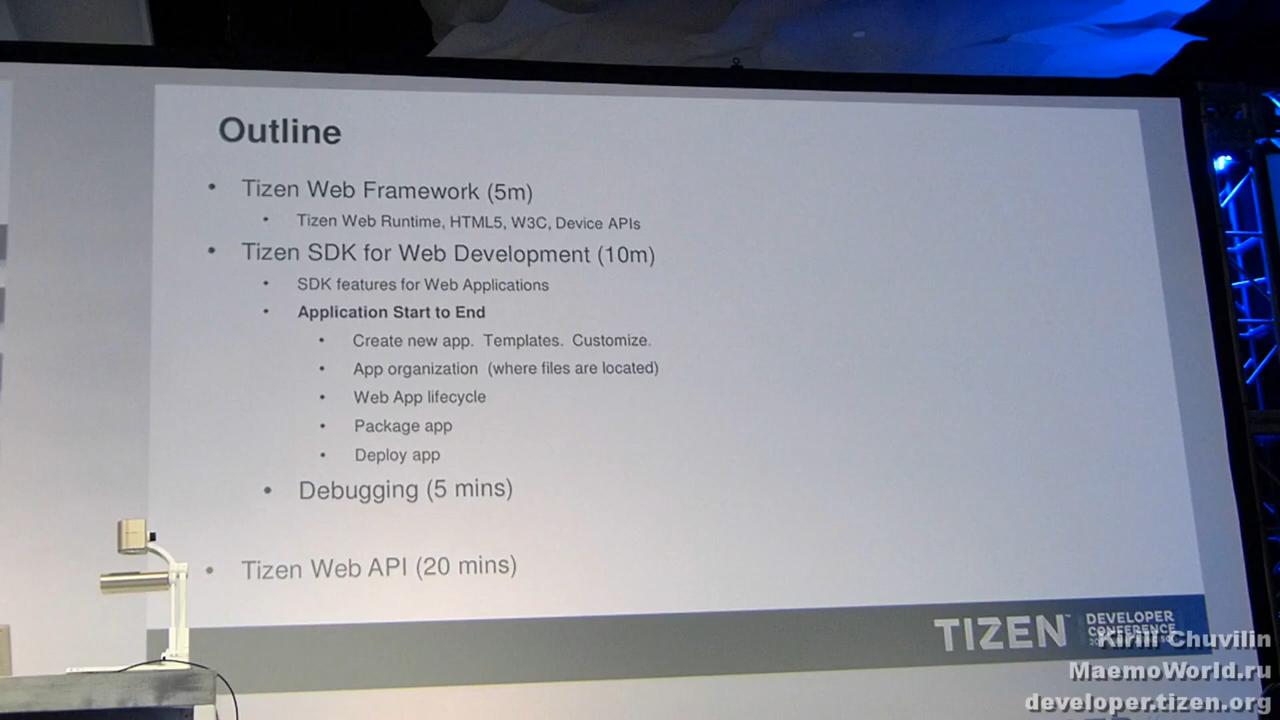 Outline
• Tizen Web Framework (5m)
• Tizen Web Runtime, HTML5, W3C, Device APIs
• Tizen SDK for Web Development (10m)
• SDK features for Web Applications
• Application Start to End
• Create new app. Templates. Customize.
• App organization (where files are located)
• Web App lifecycle
• Package app
• Deploy app
• Debugging (5 mins)
• Tizen Web API (20 mins)
TIZEN™
DEVELOPER
CONFERENCE
Kirill Chuvilin
MaemoWorld.ru
developer.tizen.org